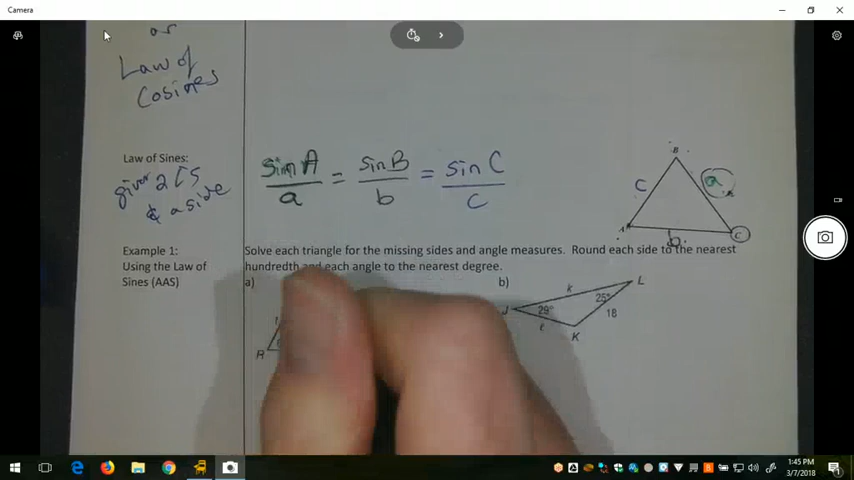 Camera
or
Law of
Cosines
Law of Sines:
given 2 ∠s
& a side
sin A / a = sin B / b = sin C / c
B
c
a
A
b
C
Example 1:
Using the Law of
Sines (AAS)
Solve each triangle for the missing sides and angle measures. Round each side to the nearest
hundredth and each angle to the nearest degree.
a)
R
b)
J
k
L
29°
25°
18
ℓ
K
1:45 PM
3/7/2018